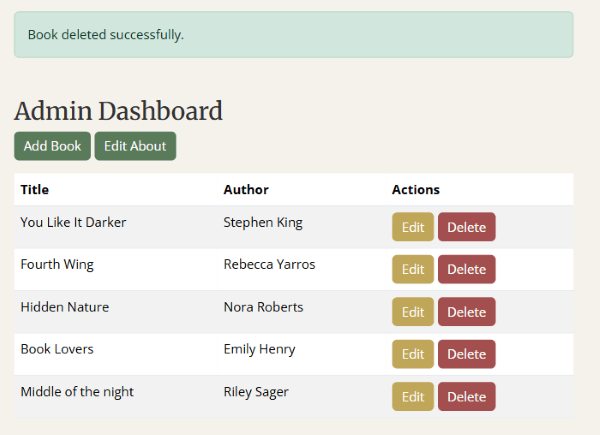 Book deleted successfully.
Admin Dashboard
Add Book Edit About
Title Author Actions
You Like It Darker Stephen King Edit Delete
Fourth Wing Rebecca Yarros Edit Delete
Hidden Nature Nora Roberts Edit Delete
Book Lovers Emily Henry Edit Delete
Middle of the night Riley Sager Edit Delete